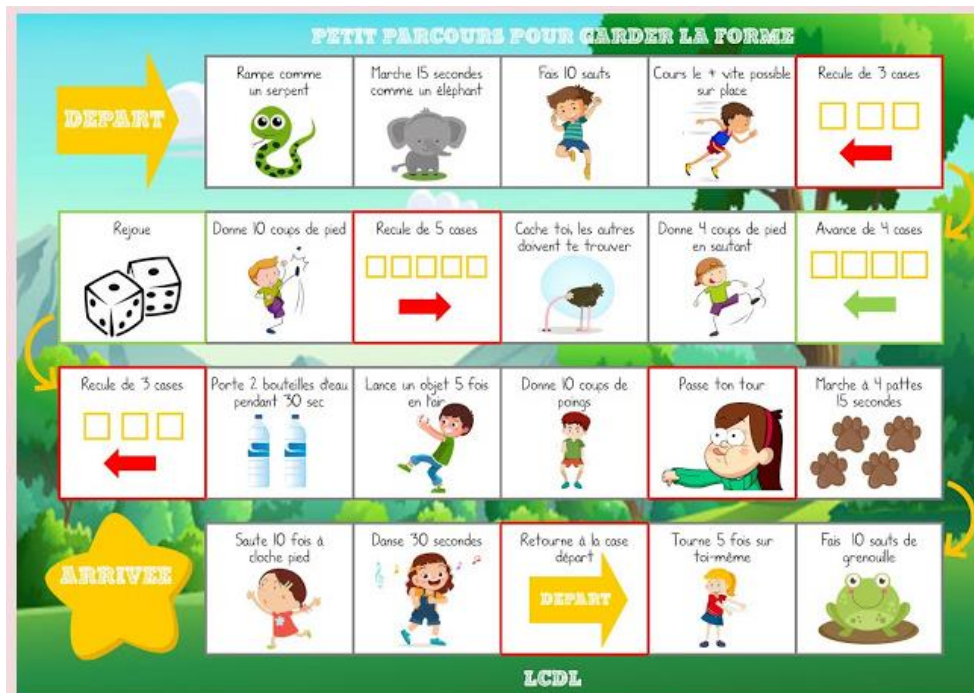 PETIT PARCOURS POUR GARDER LA FORME
DEPART
Rampe comme
un serpent
Marche 15 secondes
comme un éléphant
Fais 10 sauts
Cours le + vite possible
sur place
Recule de 3 cases
Avance de 4 cases
Donne 4 coups de pied
en sautant
Cache toi, les autres
doivent te trouver
Recule de 5 cases
Donne 10 coups de pied
Rejoue
Recule de 3 cases
Porte 2 bouteilles d'eau
pendant 30 sec
Lance un objet 5 fois
en l'air
Donne 10 coups de
poings
Passe ton tour
Marche à 4 pattes
15 secondes
Fais 10 sauts de
grenouille
Tourne 5 fois sur
toi-même
Retourne à la case
départ
DEPART
Danse 30 secondes
Saute 10 fois à
cloche pied
ARRIVEE
LCDL